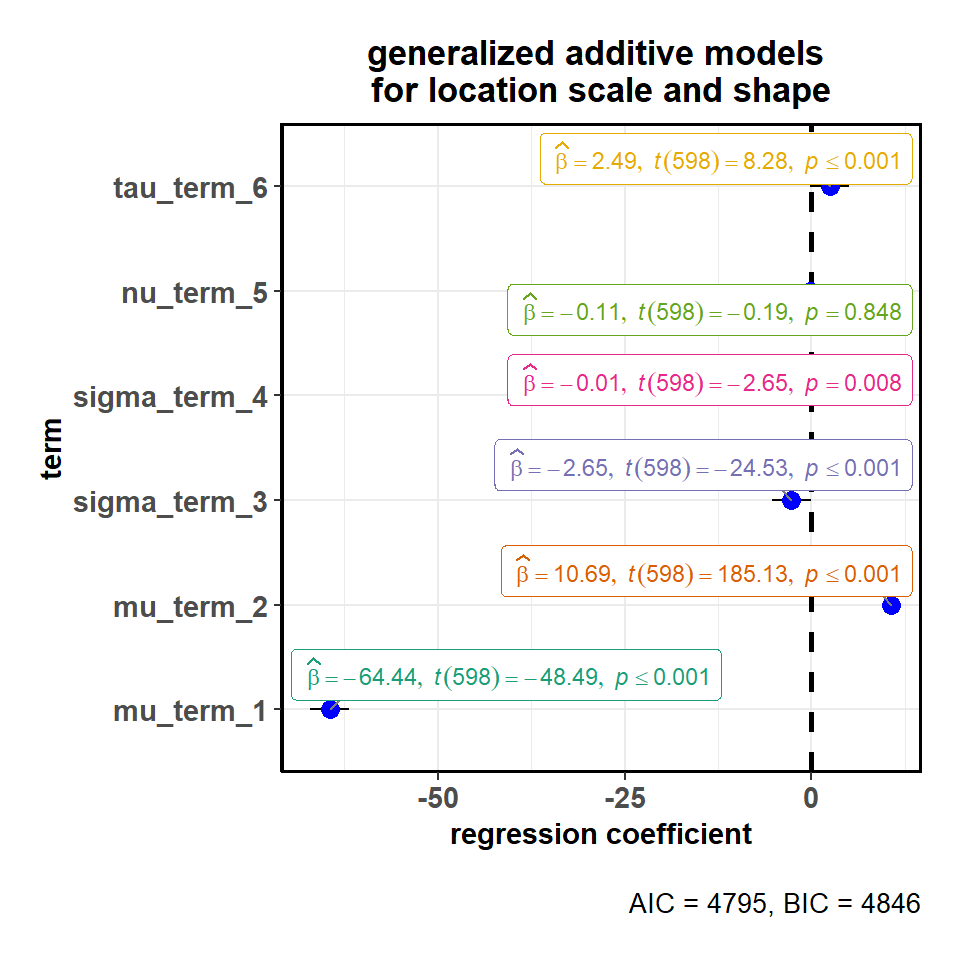 generalized additive models
for location scale and shape
term
tau_term_6
β̂ = 2.49, t(598) = 8.28, p ≤ 0.001
nu_term_5
β̂ = −0.11, t(598) = −0.19, p = 0.848
sigma_term_4
β̂ = −0.01, t(598) = −2.65, p = 0.008
sigma_term_3
β̂ = −2.65, t(598) = −24.53, p ≤ 0.001
mu_term_2
β̂ = 10.69, t(598) = 185.13, p ≤ 0.001
mu_term_1
β̂ = −64.44, t(598) = −48.49, p ≤ 0.001
-50 -25 0
regression coefficient
AIC = 4795, BIC = 4846